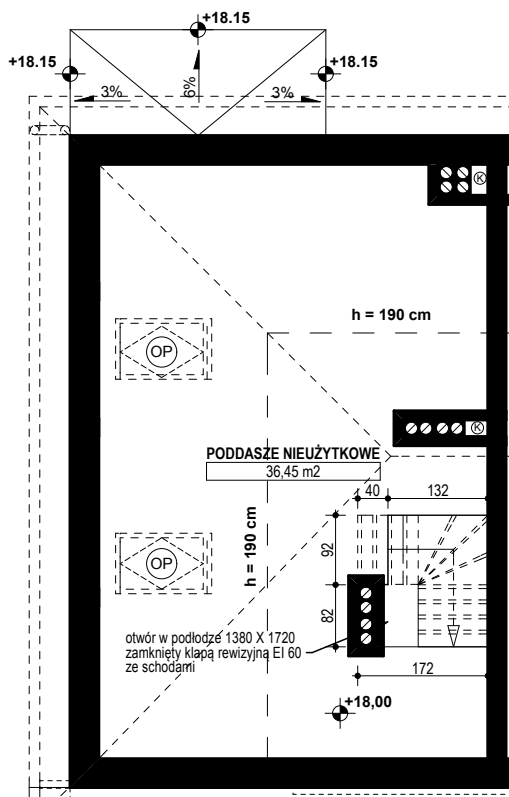 +18.15
+18.15
+18.15
3%
6%
3%
K
h = 190 cm
OP
K
PODDASZE NIEUŻYTKOWE
36,45 m2
40
132
h = 190 cm
92
OP
82
otwór w podłodze 1380 X 1720
zamknięty klapą rewizyjną EI 60
ze schodami
172
+18,00